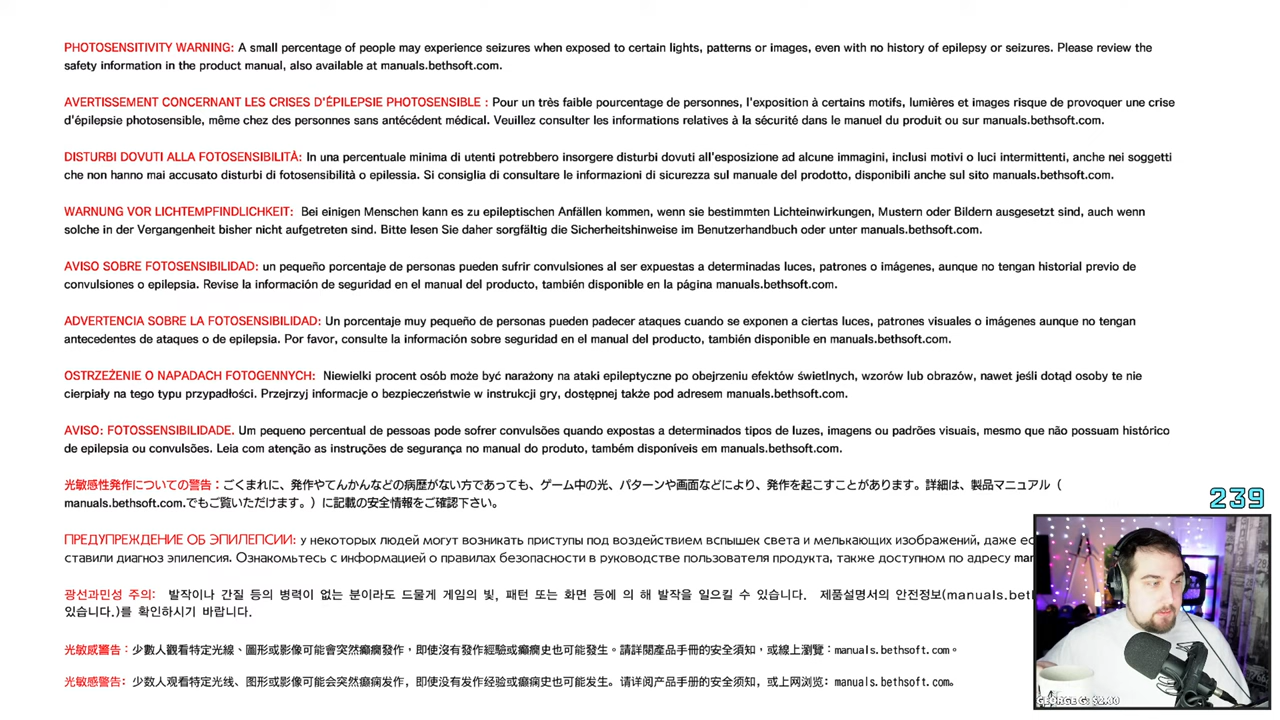 PHOTOSENSITIVITY WARNING: A small percentage of people may experience seizures when exposed to certain lights, patterns or images, even with no history of epilepsy or seizures. Please review the
safety information in the product manual, also available at manuals.bethsoft.com.
AVERTISSEMENT CONCERNANT LES CRISES D'ÉPILEPSIE PHOTOSENSIBLE : Pour un très faible pourcentage de personnes, l'exposition à certains motifs, lumières et images risque de provoquer une crise
d'épilepsie photosensible, même chez des personnes sans antécédent médical. Veuillez consulter les informations relatives à la sécurité dans le manuel du produit ou sur manuals.bethsoft.com.
DISTURBI DOVUTI ALLA FOTOSENSIBILITÀ: In una percentuale minima di utenti potrebbero insorgere disturbi dovuti all'esposizione ad alcune immagini, inclusi motivi o luci intermittenti, anche nei soggetti
che non hanno mai accusato disturbi di fotosensibilità o epilessia. Si consiglia di consultare le informazioni di sicurezza sul manuale del prodotto, disponibili anche sul sito manuals.bethsoft.com.
WARNUNG VOR LICHTEMPFINDLICHKEIT: Bei einigen Menschen kann es zu epileptischen Anfällen kommen, wenn sie bestimmten Lichteinwirkungen, Mustern oder Bildern ausgesetzt sind, auch wenn
solche in der Vergangenheit bisher nicht aufgetreten sind. Bitte lesen Sie daher sorgfältig die Sicherheitshinweise im Benutzerhandbuch oder unter manuals.bethsoft.com.
AVISO SOBRE FOTOSENSIBILIDAD: un pequeño porcentaje de personas pueden sufrir convulsiones al ser expuestas a determinadas luces, patrones o imágenes, aunque no tengan historial previo de
convulsiones o epilepsia. Revise la información de seguridad en el manual del producto, también disponible en la página manuals.bethsoft.com.
ADVERTENCIA SOBRE LA FOTOSENSIBILIDAD: Un porcentaje muy pequeño de personas pueden padecer ataques cuando se exponen a ciertas luces, patrones visuales o imágenes aunque no tengan
antecedentes de ataques o de epilepsia. Por favor, consulte la información sobre seguridad en el manual del producto, también disponible en manuals.bethsoft.com.
OSTRZEŻENIE O NAPADACH FOTOGENNYCH: Niewielki procent osób może być narażony na ataki epileptyczne po obejrzeniu efektów świetlnych, wzorów lub obrazów, nawet jeśli dotąd osoby te nie
cierpiały na tego typu przypadłości. Przejrzyj informacje o bezpieczeństwie w instrukcji gry, dostępnej także pod adresem manuals.bethsoft.com.
AVISO: FOTOSSENSIBILIDADE. Um pequeno percentual de pessoas pode sofrer convulsões quando expostas a determinados tipos de luzes, imagens ou padrões visuais, mesmo que não possuam histórico
de epilepsia ou convulsões. Leia com atenção as instruções de segurança no manual do produto, também disponíveis em manuals.bethsoft.com.
光敏感性発作についての警告：ごくまれに、発作やてんかんなどの病歴がない方であっても、ゲーム中の光、パターンや画面などにより、発作を起こすことがあります。詳細は、製品マニュアル（
manuals.bethsoft.com.でもご覧いただけます。）に記載の安全情報をご確認下さい。
239
ПРЕДУПРЕЖДЕНИЕ ОБ ЭПИЛЕПСИИ: у некоторых людей могут возникать приступы под воздействием вспышек света и мелькающих изображений, даже ес
ставили диагноз эпилепсия. Ознакомьтесь с информацией о правилах безопасности в руководстве пользователя продукта, также доступном по адресу man
광선과민성 주의: 발작이나 간질 등의 병력이 없는 분이라도 드물게 게임의 빛, 패턴 또는 화면 등에 의 해 발작을 일으킬 수 있습니다. 제품설명서의 안전정보(manuals.bet
있습니다.)를 확인하시기 바랍니다.
光敏感警告：少數人觀看特定光線、圖形或影像可能會突然癲癇發作，即使沒有發作經驗或癲癇史也可能發生。請詳閱產品手冊的安全須知，或線上瀏覽：manuals.bethsoft.com。
光敏感警告：少数人观看特定光线、图形或影像可能会突然癫痫发作，即使没有发作经验或癫痫史也可能发生。请详阅产品手册的安全须知，或上网浏览：manuals.bethsoft.com。
GEORGE G: $2.00